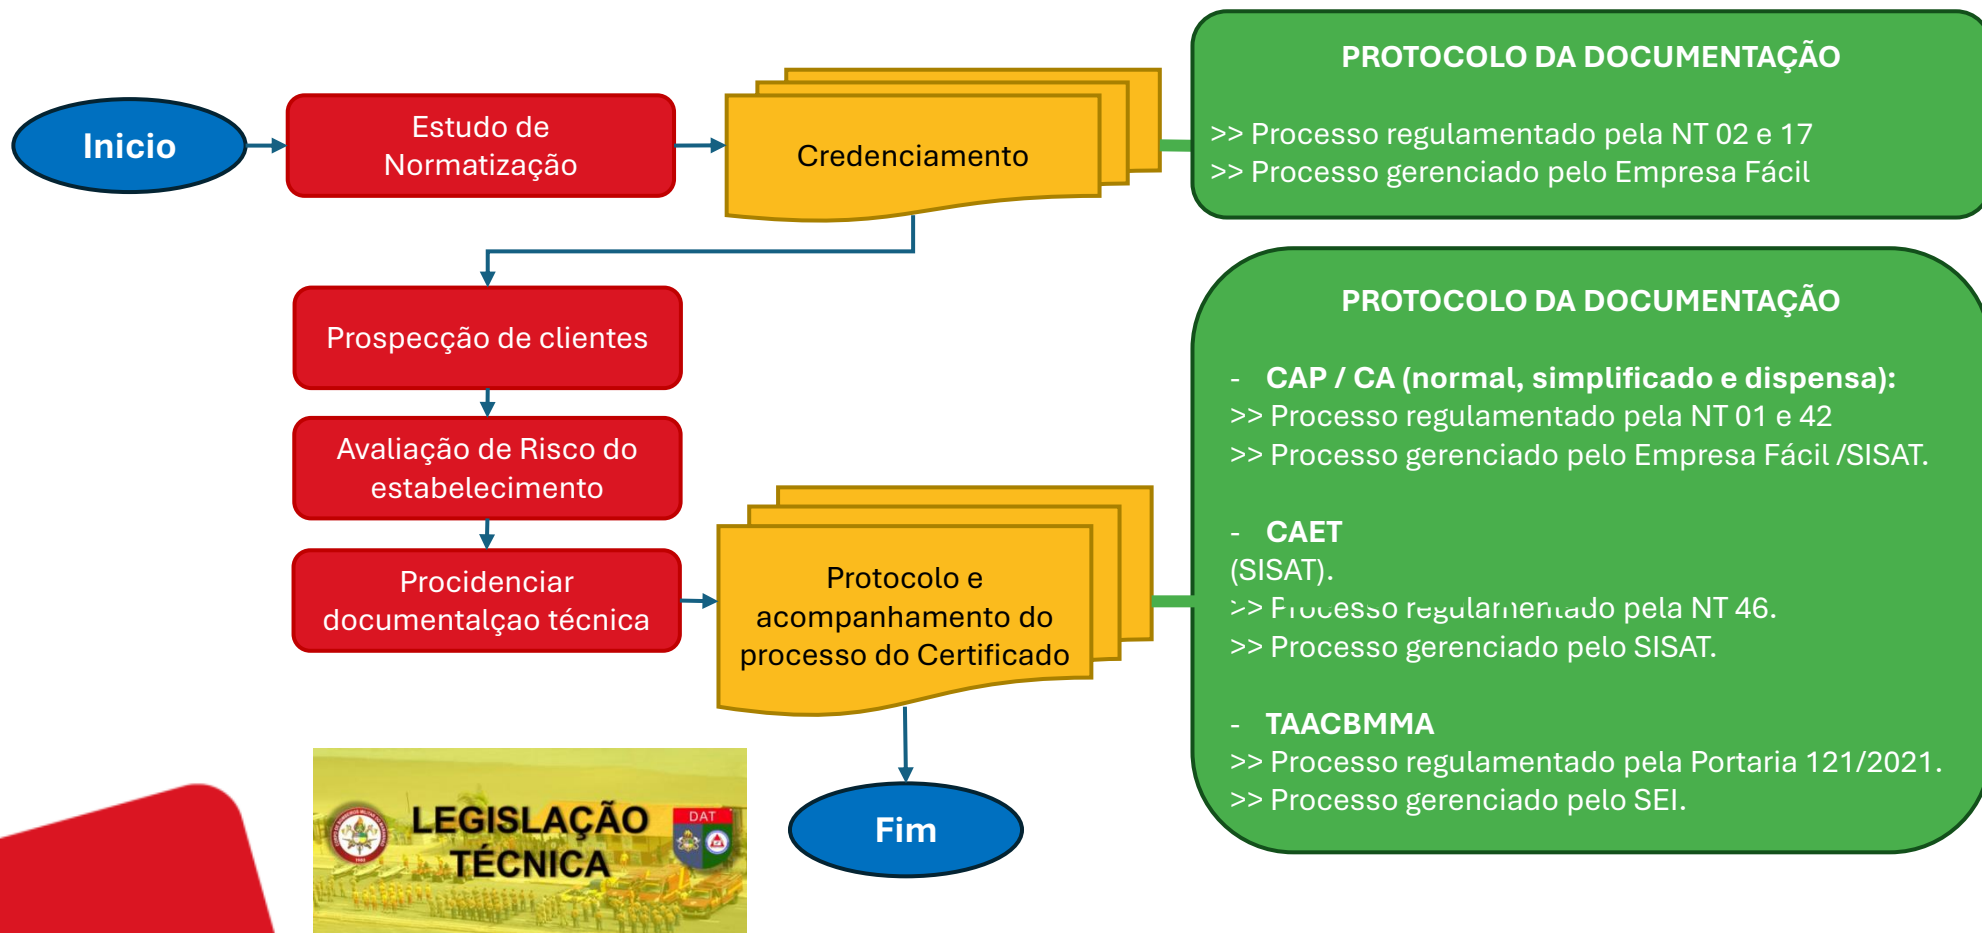 Inicio
Estudo de
Normatização
Credenciamento
PROTOCOLO DA DOCUMENTAÇÃO
>> Processo regulamentado pela NT 02 e 17
>> Processo gerenciado pelo Empresa Fácil
Prospecção de clientes
Avaliação de Risco do
estabelecimento
Procidenciar
documentalçao técnica
Protocolo e
acompanhamento do
processo do Certificado
PROTOCOLO DA DOCUMENTAÇÃO
- CAP / CA (normal, simplificado e dispensa):
>> Processo regulamentado pela NT 01 e 42
>> Processo gerenciado pelo Empresa Fácil /SISAT.
- CAET
(SISAT).
>> Processo regulamentado pela NT 46.
>> Processo gerenciado pelo SISAT.
- TAACBMMA
>> Processo regulamentado pela Portaria 121/2021.
>> Processo gerenciado pelo SEI.
Fim
LEGISLAÇÃO
TÉCNICA
DAT